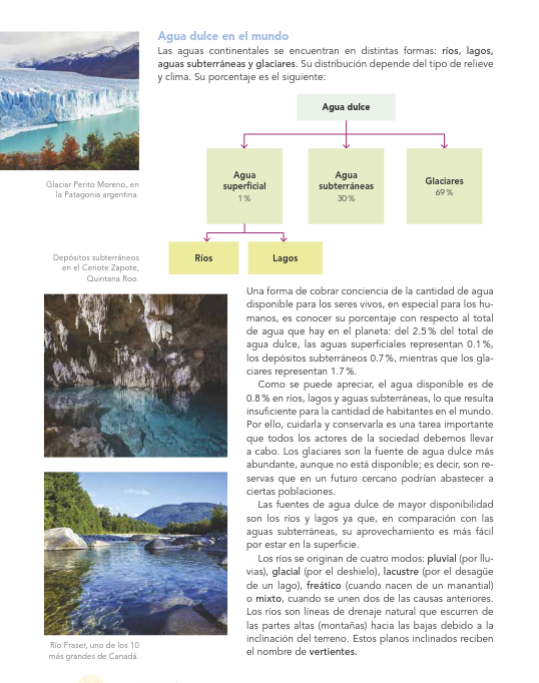 Agua dulce en el mundo
Las aguas continentales se encuentran en distintas formas: ríos, lagos,
aguas subterráneas y glaciares. Su distribución depende del tipo de relieve
y clima. Su porcentaje es el siguiente:
Agua dulce
Agua
superficial
1%
Agua
subterráneas
30%
Glaciares
69%
Ríos
Lagos
Glaciar Perito Moreno, en
la Patagonia argentina.
Depósitos subterráneos
en el Cenote Zapote,
Quintana Roo.
Una forma de cobrar conciencia de la cantidad de agua
disponible para los seres vivos, en especial para los hu-
manos, es conocer su porcentaje con respecto al total
de agua que hay en el planeta: del 2.5% del total de
agua dulce, las aguas superficiales representan 0.1%,
los depósitos subterráneos 0.7%, mientras que los gla-
ciares representan 1.7%.
Como se puede apreciar, el agua disponible es de
0.8% en ríos, lagos y aguas subterráneas, lo que resulta
insuficiente para la cantidad de habitantes en el mundo.
Por ello, cuidarla y conservarla es una tarea importante
que todos los actores de la sociedad debemos llevar
a cabo. Los glaciares son la fuente de agua dulce más
abundante, aunque no está disponible; es decir, son re-
servas que en un futuro cercano podrían abastecer a
ciertas poblaciones.
Las fuentes de agua dulce de mayor disponibilidad
son los ríos y lagos ya que, en comparación con las
aguas subterráneas, su aprovechamiento es más fácil
por estar en la superficie.
Los ríos se originan de cuatro modos: pluvial (por llu-
vias), glacial (por el deshielo), lacustre (por el desagüe
de un lago), freático (cuando nacen de un manantial)
o mixto, cuando se unen dos de las causas anteriores.
Los ríos son líneas de drenaje natural que escurren de
las partes altas (montañas) hacia las bajas debido a la
inclinación del terreno. Estos planos inclinados reciben
el nombre de vertientes.
Río Fraser, uno de los 10
más grandes de Canadá.